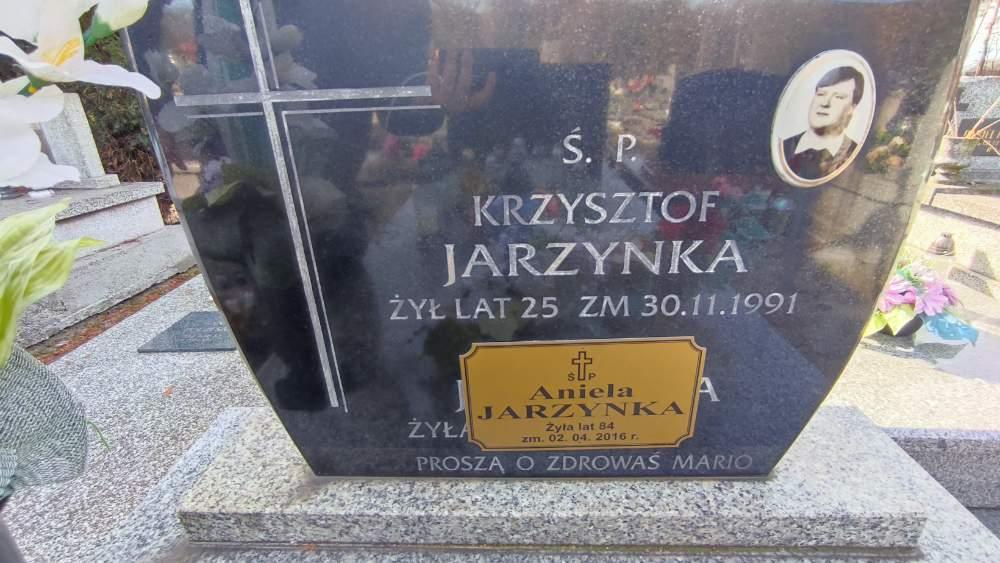 Ś. P.
KRZYSZTOF
JARZYNKA
ŻYŁ LAT 25 ZM 30.11.1991
Ś P
Aniela
JARZYNKA
Żyła lat 84
zm. 02. 04. 2016 r.
ŻYŁA
PROSZĄ O ZDROWAŚ MARIO